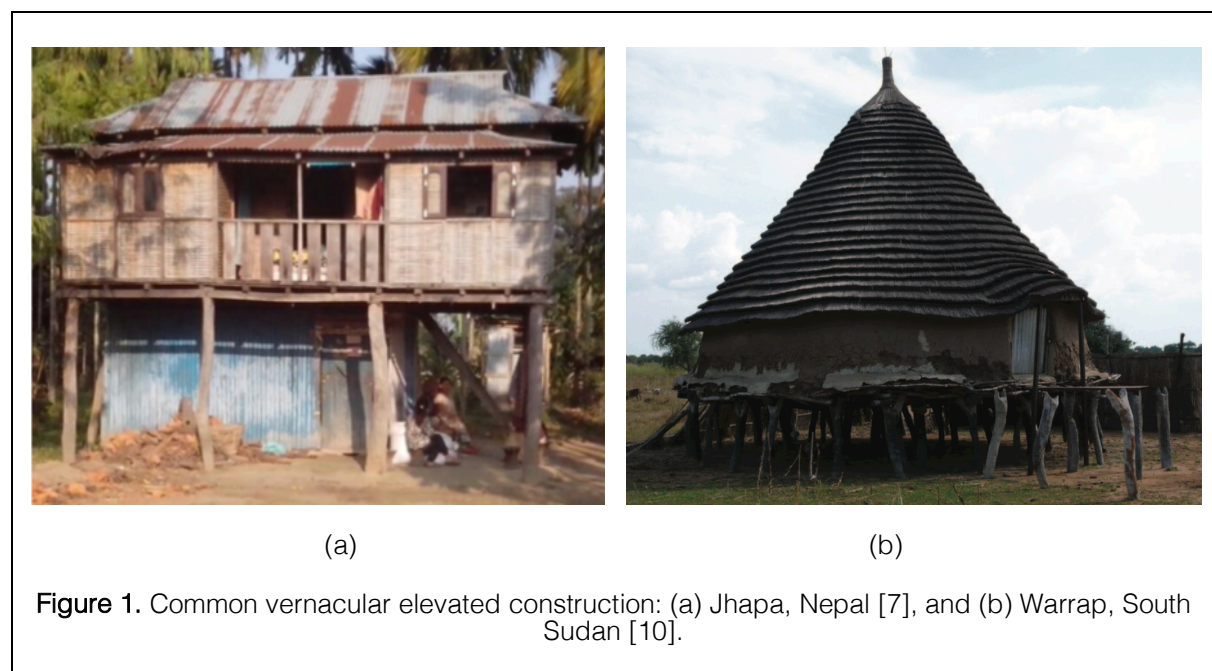 (a)
(b)
Figure 1. Common vernacular elevated construction: (a) Jhapa, Nepal [7], and (b) Warrap, South
Sudan [10].